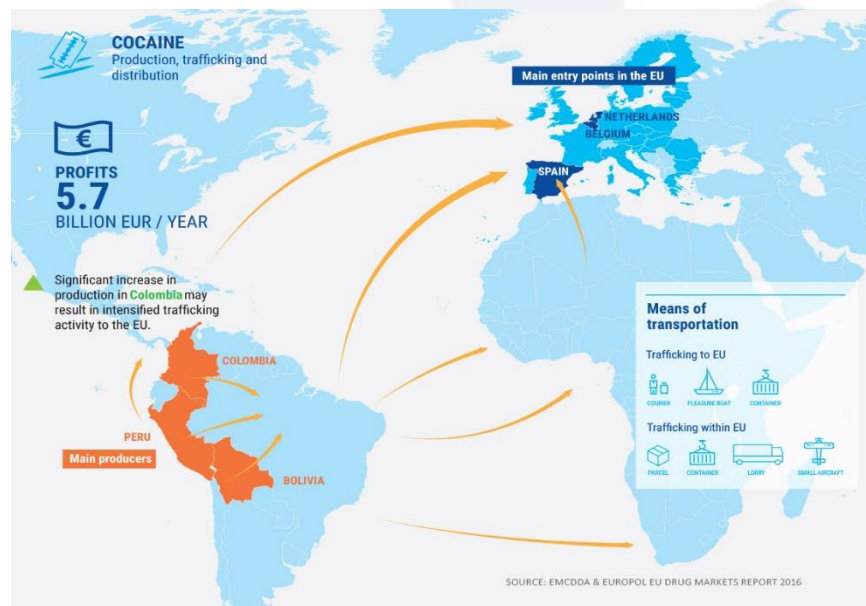 COCAINE
Production, trafficking and
distribution
€
PROFITS
5.7
BILLION EUR / YEAR
Significant increase in
production in Colombia may
result in intensified trafficking
activity to the EU.
Main entry points in the EU
NETHERLANDS
BELGIUM
SPAIN
COLOMBIA
PERU
Main producers
BOLIVIA
Means of
transportation
Trafficking to EU
COURIER PLEASURE BOAT CONTAINER
Trafficking within EU
PARCEL CONTAINER LORRY SMALL AIRCRAFT
SOURCE: EMCDDA & EUROPOL EU DRUG MARKETS REPORT 2016